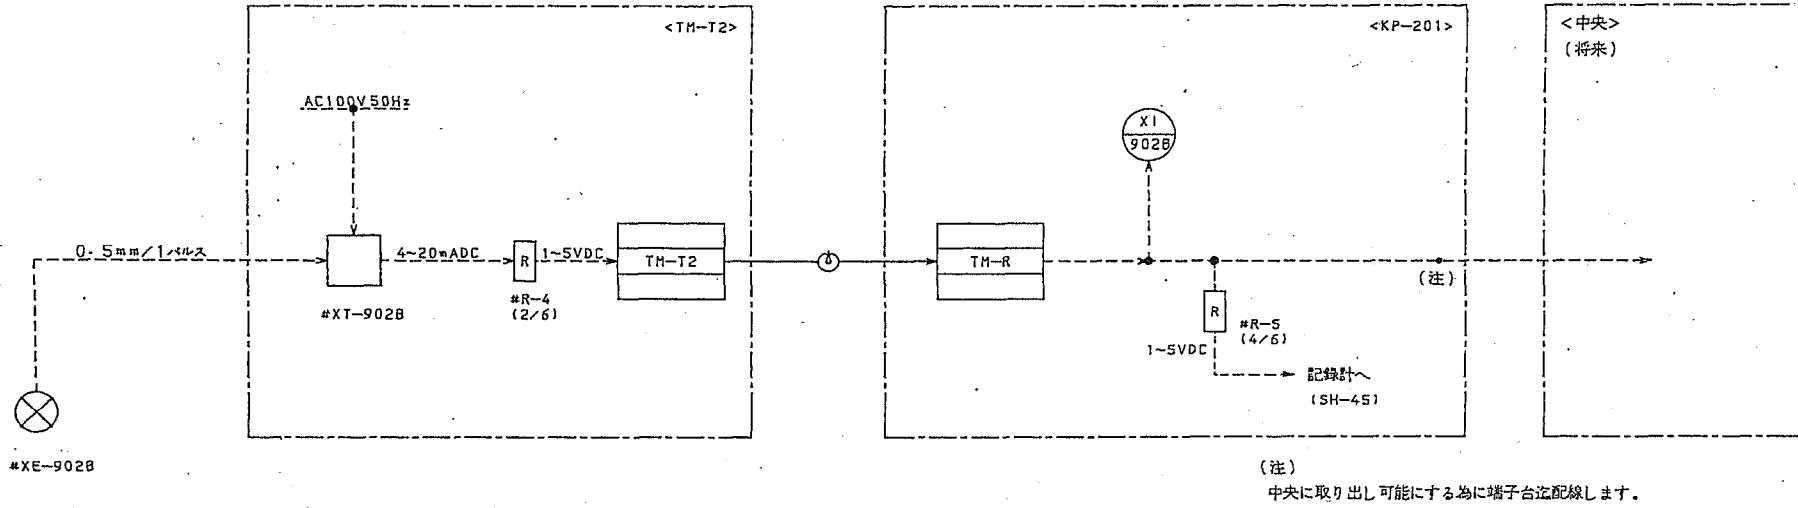 <TM-T2>
<KP-201>
<中央>
(将来)
AC100V50Hz
XI
902B
0.5mm/1パルス
4~20mADC
R
1~5VDC
TM-T2
TM-R
(注)
#XT-902B
#R-4
(2/6)
R
#R-5
(4/6)
1~5VDC
記録計へ
(SH-45)
#XE-902B
(注)
中央に取り出し可能にする為に端子台迄配線します。